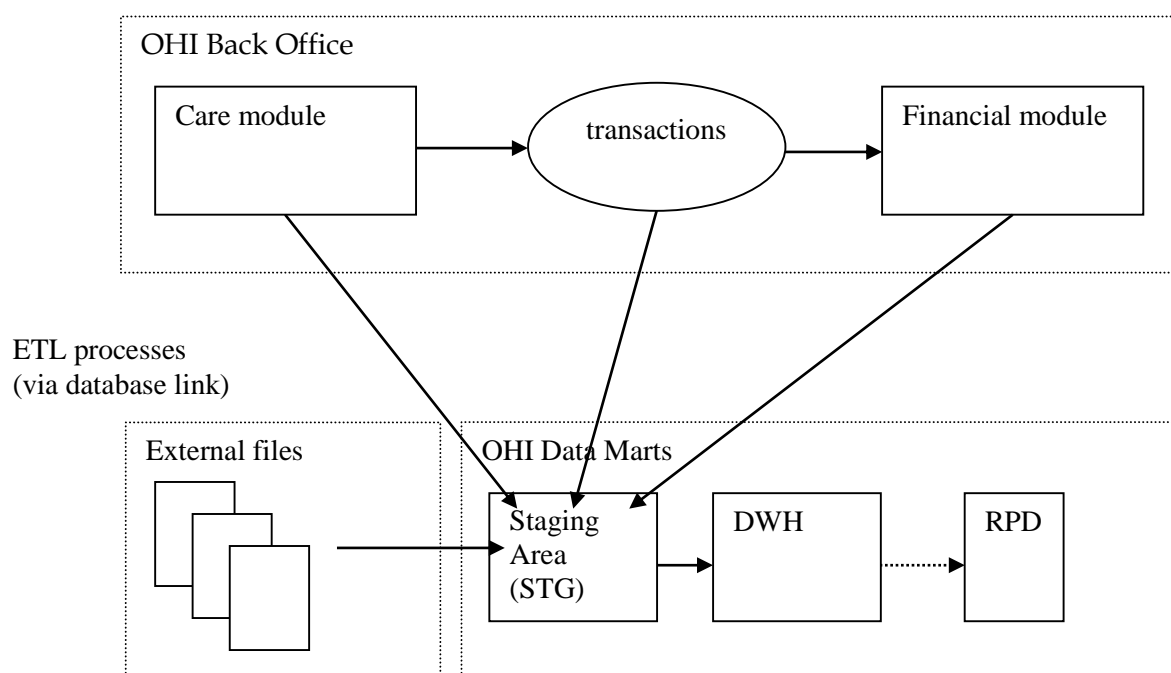 OHI Back Office
Care module
transactions
Financial module
ETL processes
(via database link)
External files
OHI Data Marts
Staging
Area
(STG)
DWH
RPD